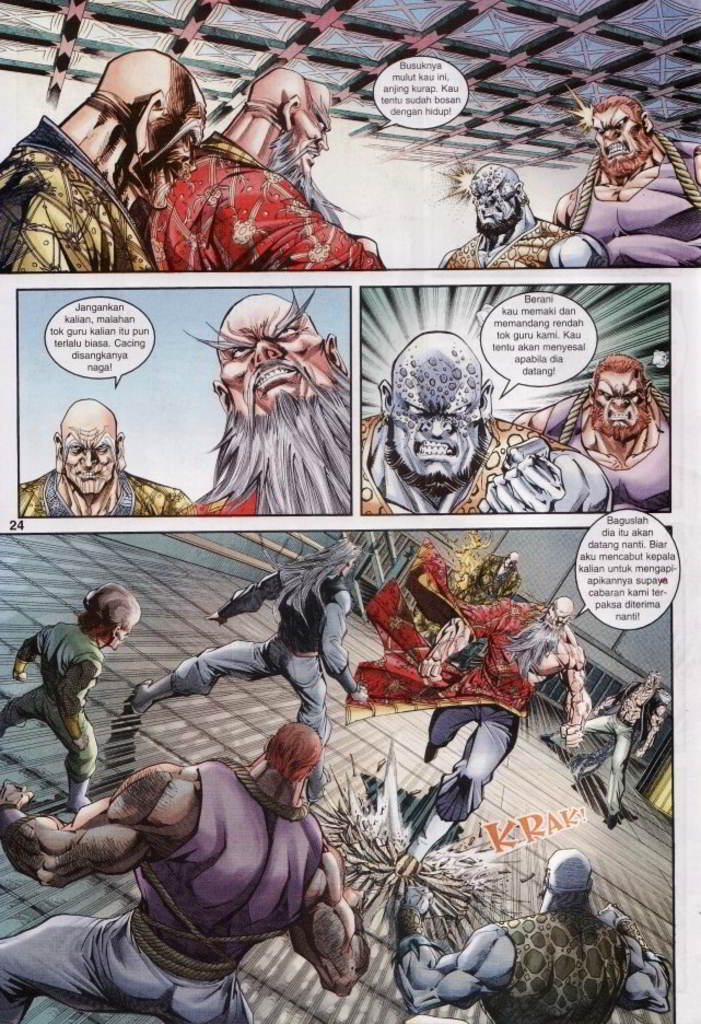 Busuknya
mulut kau ini,
anjing kurap. Kau
tentu sudah bosan
dengan hidup!
Jangankan
kalian, malahan
tok guru kalian itu pun
terlalu biasa. Cacing
disangkanya
naga!
Berani
kau memaki dan
memandang rendah
tok guru kami. Kau
tentu akan menyesal
apabila dia
datang!
24
Baguslah
dia itu akan
datang nanti. Biar
aku mencabut kepala
kalian untuk mengapi-
apikannya supaya
cabaran kami ter-
paksa diterima
nanti!
KRAK!